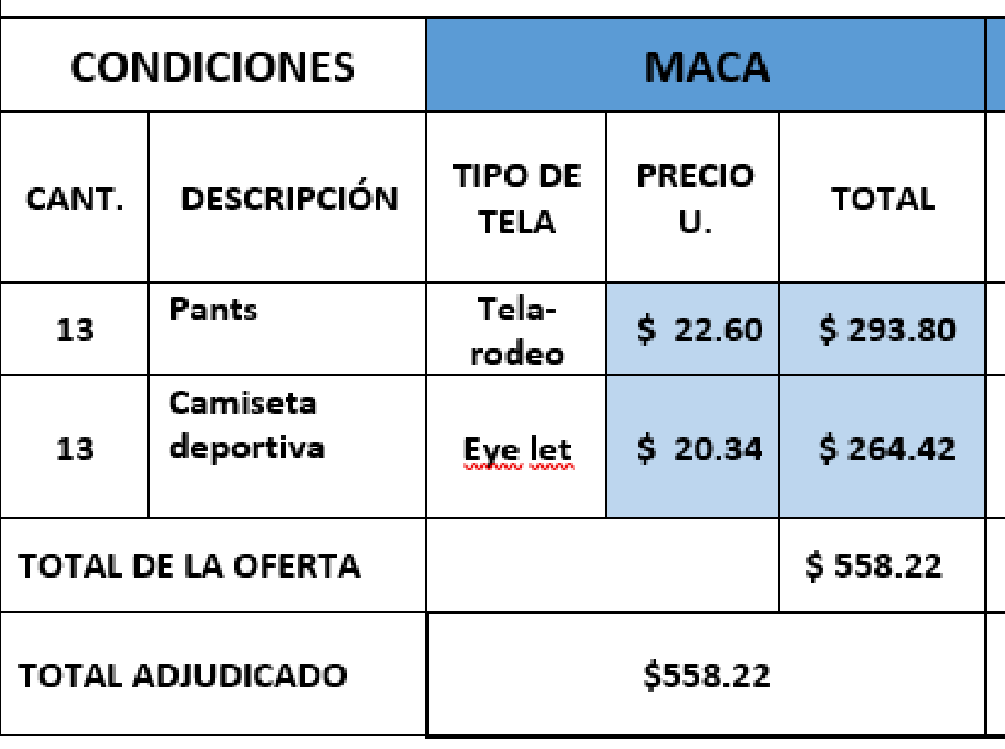 CONDICIONES MACA
CANT. DESCRIPCIÓN TIPO DE TELA PRECIO U. TOTAL
13 Pants Tela-rodeo $ 22.60 $ 293.80
13 Camiseta deportiva Eye let $ 20.34 $ 264.42
TOTAL DE LA OFERTA $ 558.22
TOTAL ADJUDICADO $558.22